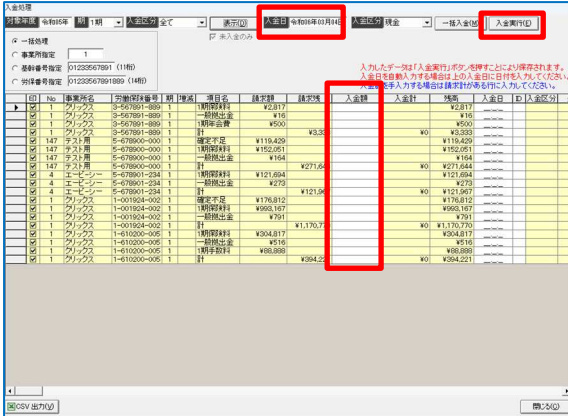 入金処理
対象年度 令和05年 期 1期 入金区分 全て 表示(D) 入金日 令和06年03月04日 入金区分 現金 一括入金(M) 入金実行(E)
未入金のみ
一括処理
事業所指定 1
基幹番号指定 01233567891 (11桁)
労保番号指定 01233567891889 (14桁)
入力したデータは「入金実行」ボタンを押すことにより保存されます。
入金日を自動入力する場合は上の入金日に日付を入力してください。
入金額を手入力する場合は請求計がある行に入力してください。
印 No 事業所名 労働保険番号 期 増減 項目名 請求額 請求残 入金額 入金計 残高 入金日 ID 入金区分
1 クリックス 3-567891-889 1 1期保険料 ¥2,817 ¥2,817
1 クリックス 3-567891-889 1 一般拠出金 ¥16 ¥16
1 クリックス 3-567891-889 1 1期年会費 ¥500 ¥500
1 クリックス 3-567891-889 1 計 ¥3,33 ¥0 ¥3,333
147 テスト用 5-678900-000 1 確定不足 ¥119,429 ¥119,429
147 テスト用 5-678900-000 1 1期保険料 ¥152,051 ¥152,051
147 テスト用 5-678900-000 1 一般拠出金 ¥164 ¥164
147 テスト用 5-678900-000 1 計 ¥271,64 ¥0 ¥271,644
4 エービーシー 5-678901-234 1 1期保険料 ¥121,694 ¥121,694
4 エービーシー 5-678901-234 1 一般拠出金 ¥273 ¥273
4 エービーシー 5-678901-234 1 計 ¥121,96 ¥0 ¥121,967
1 クリックス 1-001924-002 1 確定不足 ¥176,812 ¥176,812
1 クリックス 1-001924-002 1 1期保険料 ¥993,167 ¥993,167
1 クリックス 1-001924-002 1 一般拠出金 ¥791 ¥791
1 クリックス 1-001924-002 1 計 ¥1,170,77 ¥0 ¥1,170,770
1 クリックス 1-610200-005 1 1期保険料 ¥304,817 ¥304,817
1 クリックス 1-610200-005 1 一般拠出金 ¥516 ¥516
1 クリックス 1-610200-005 1 1期手数料 ¥88,888 ¥88,888
1 クリックス 1-610200-005 1 計 ¥394,22 ¥0 ¥394,221
CSV出力(V) 閉じる(C)